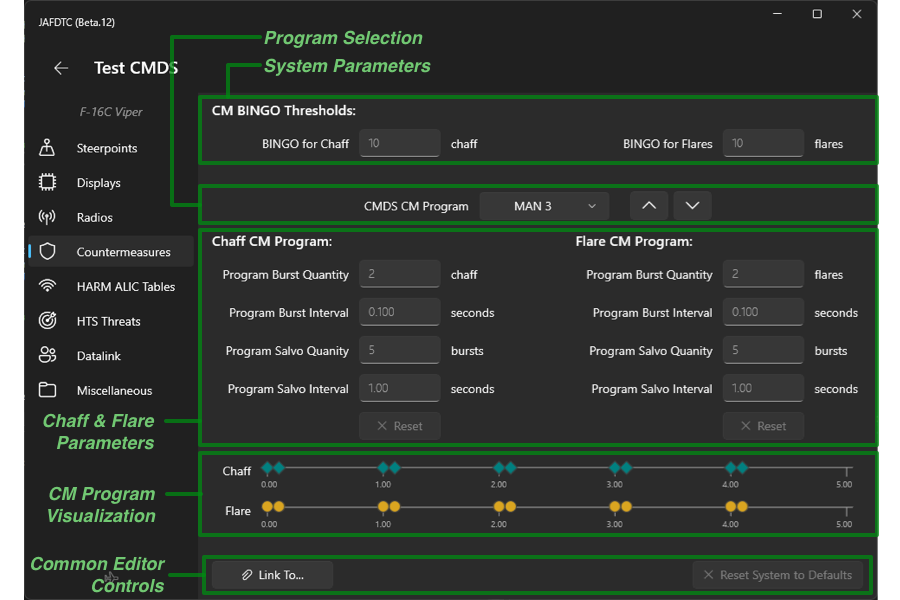 JAFDTC (Beta.12)
Program Selection
Test CMDS
System Parameters
F-16C Viper
CM BINGO Thresholds:
BINGO for Chaff 10 chaff BINGO for Flares 10 flares
Steerpoints
Displays
Radios
Countermeasures
HARM ALIC Tables
HTS Threats
Datalink
Miscellaneous
CMDS CM Program MAN 3
Chaff CM Program: Flare CM Program:
Program Burst Quantity 2 chaff Program Burst Quantity 2 flares
Program Burst Interval 0.100 seconds Program Burst Interval 0.100 seconds
Program Salvo Quanity 5 bursts Program Salvo Quanity 5 bursts
Program Salvo Interval 1.00 seconds Program Salvo Interval 1.00 seconds
Reset Reset
Chaff & Flare
Parameters
Chaff
0.00 1.00 2.00 3.00 4.00 5.00
Flare
0.00 1.00 2.00 3.00 4.00 5.00
CM Program
Visualization
Common Editor
Controls
Link To... Reset System to Defaults